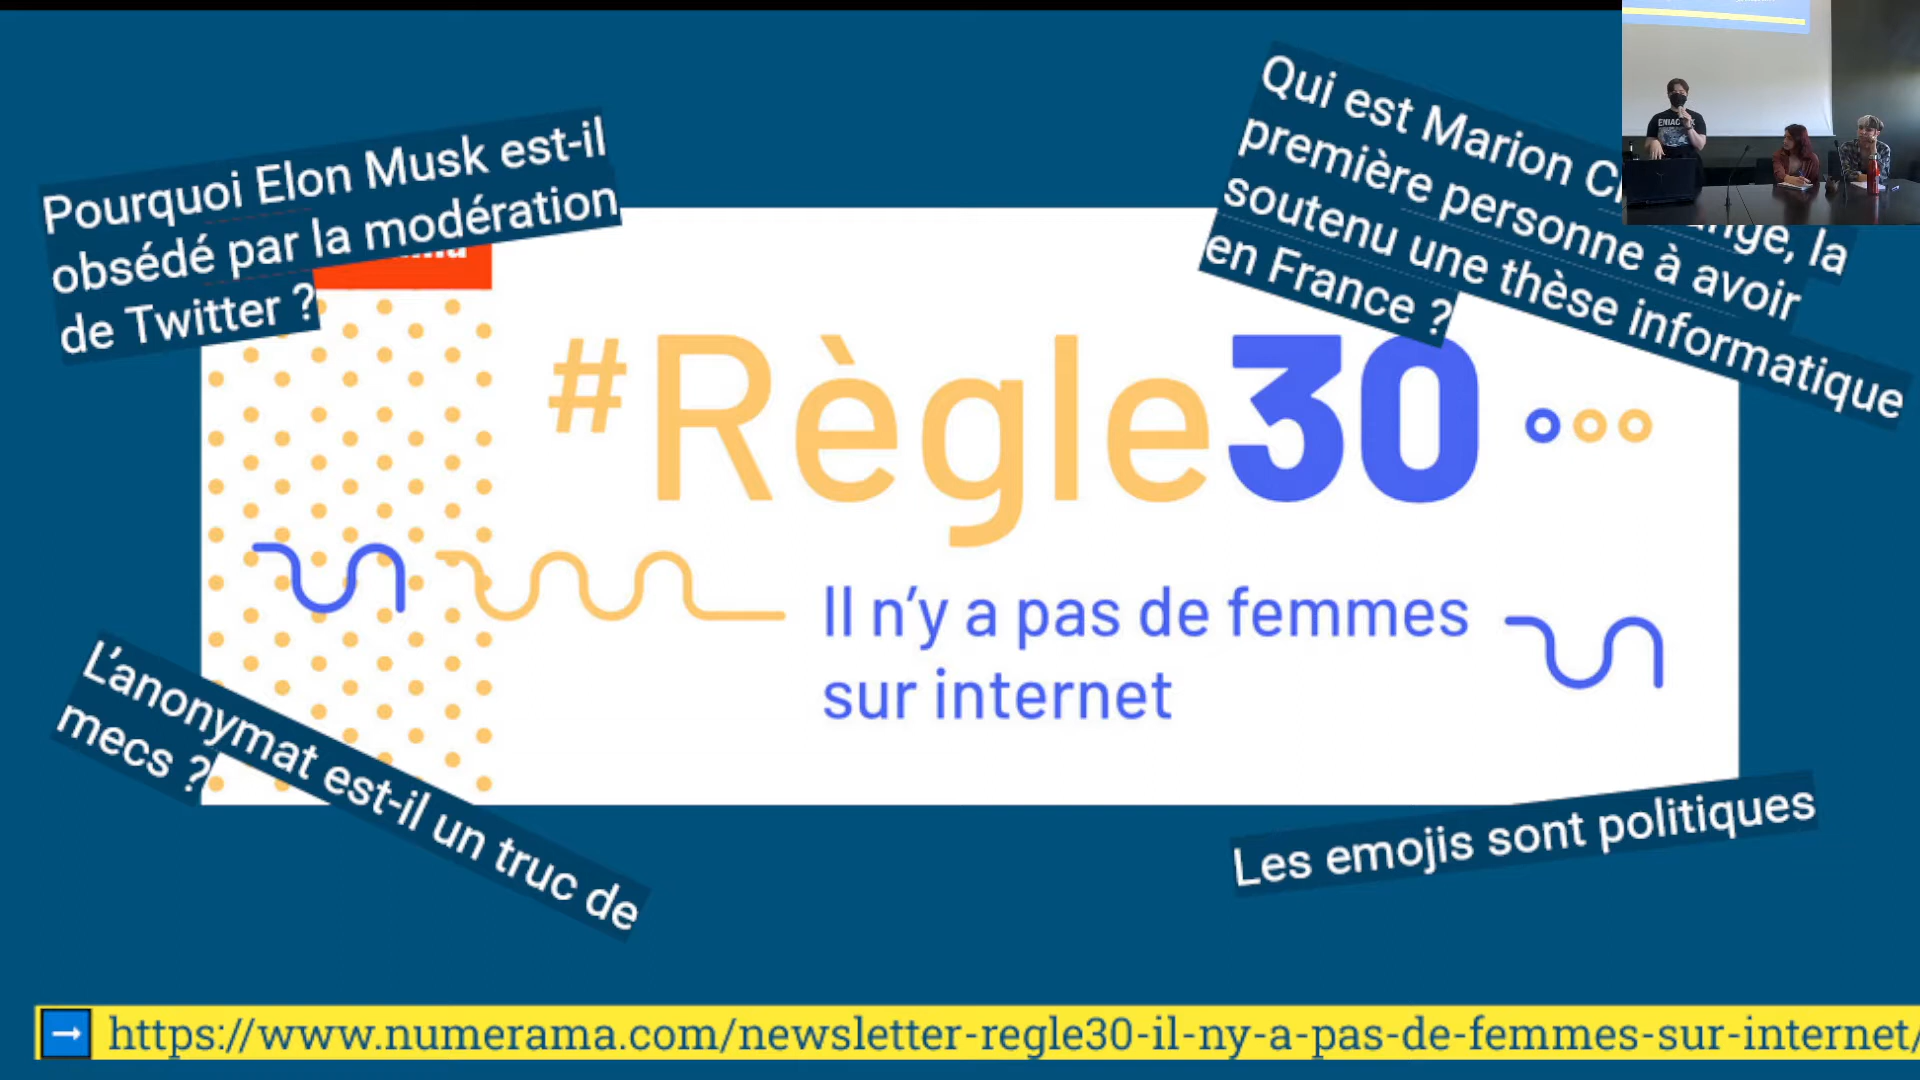 Pourquoi Elon Musk est-il
obsédé par la modération
de Twitter ?
Qui est Marion
première personne à avoir
soutenu une thèse informatique
en France ?
#Règle30
Il n'y a pas de femmes
sur internet
L'anonymat est-il un truc de
mecs ?
Les emojis sont politiques
https://www.numerama.com/newsletter-regle30-il-ny-a-pas-de-femmes-sur-internet/